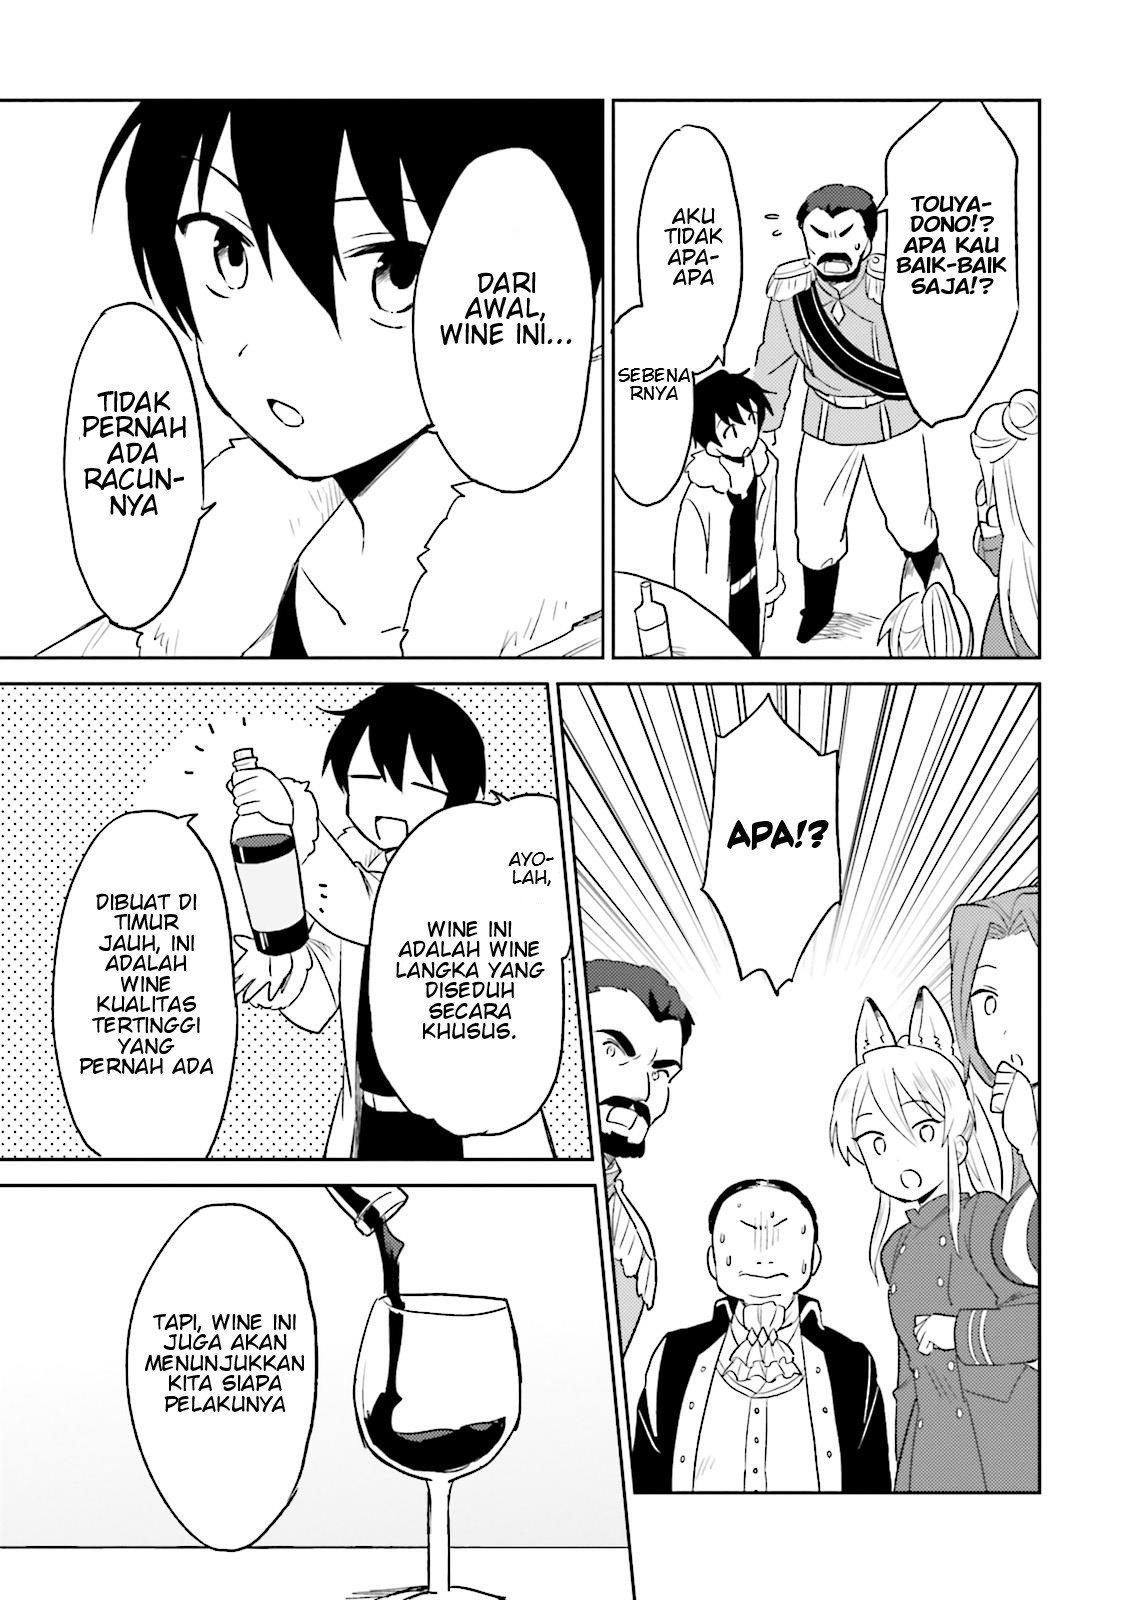 TOUYA-
DONO!?
APA KAU
BAIK-BAIK
SAJA!?
AKU
TIDAK
APA-
APA
SEBENA
RNYA
DARI
AWAL,
WINE INI...
TIDAK
PERNAH
ADA
RACUN-
NYA
APA!?
AYO-
LAH,
WINE INI
ADALAH WINE
LANGKA YANG
DISEDUH
SECARA
KHUSUS.
DIBUAT DI
TIMUR
JAUH, INI
ADALAH
WINE
KUALITAS
TERTINGGI
YANG
PERNAH ADA
TAPI, WINE INI
JUGA AKAN
MENUNJUKKAN
KITA SIAPA
PELAKUNYA